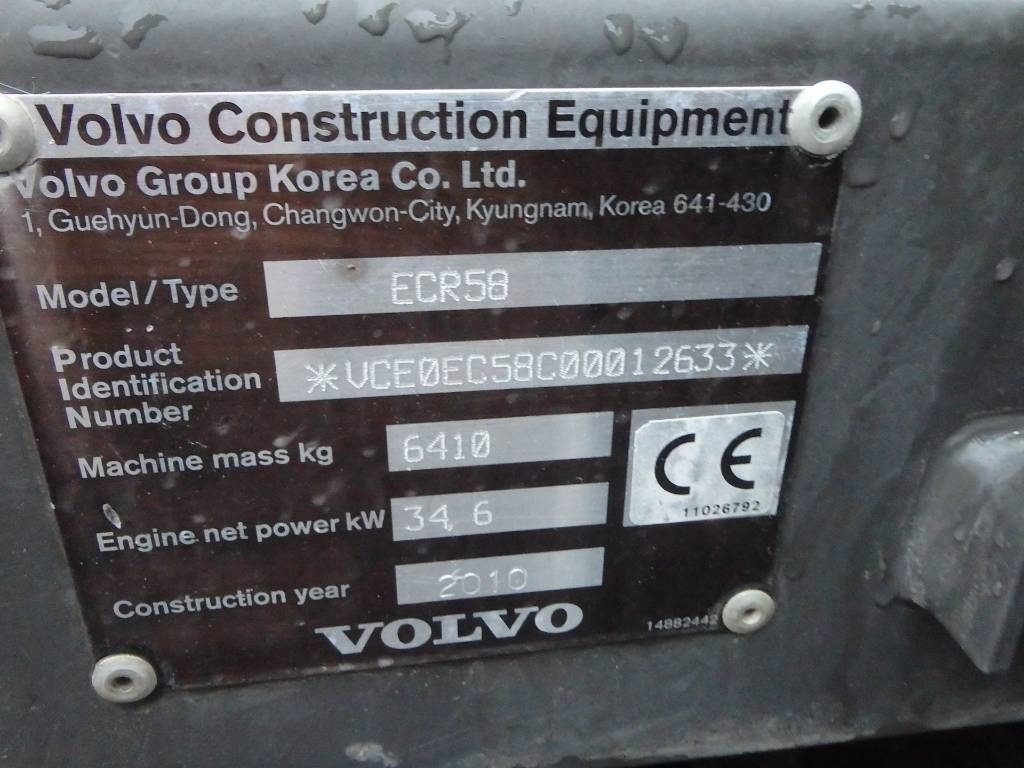 Volvo Construction Equipment
Volvo Group Korea Co. Ltd.
1, Guehyun-Dong, Changwon-City, Kyungnam, Korea 641-430
Model/Type ECR58
Product
Identification
Number
*VCE0EC58C00012633*
Machine mass kg 6410
CE
11026792
Engine net power kW 34,6
Construction year 2010
VOLVO
14882442